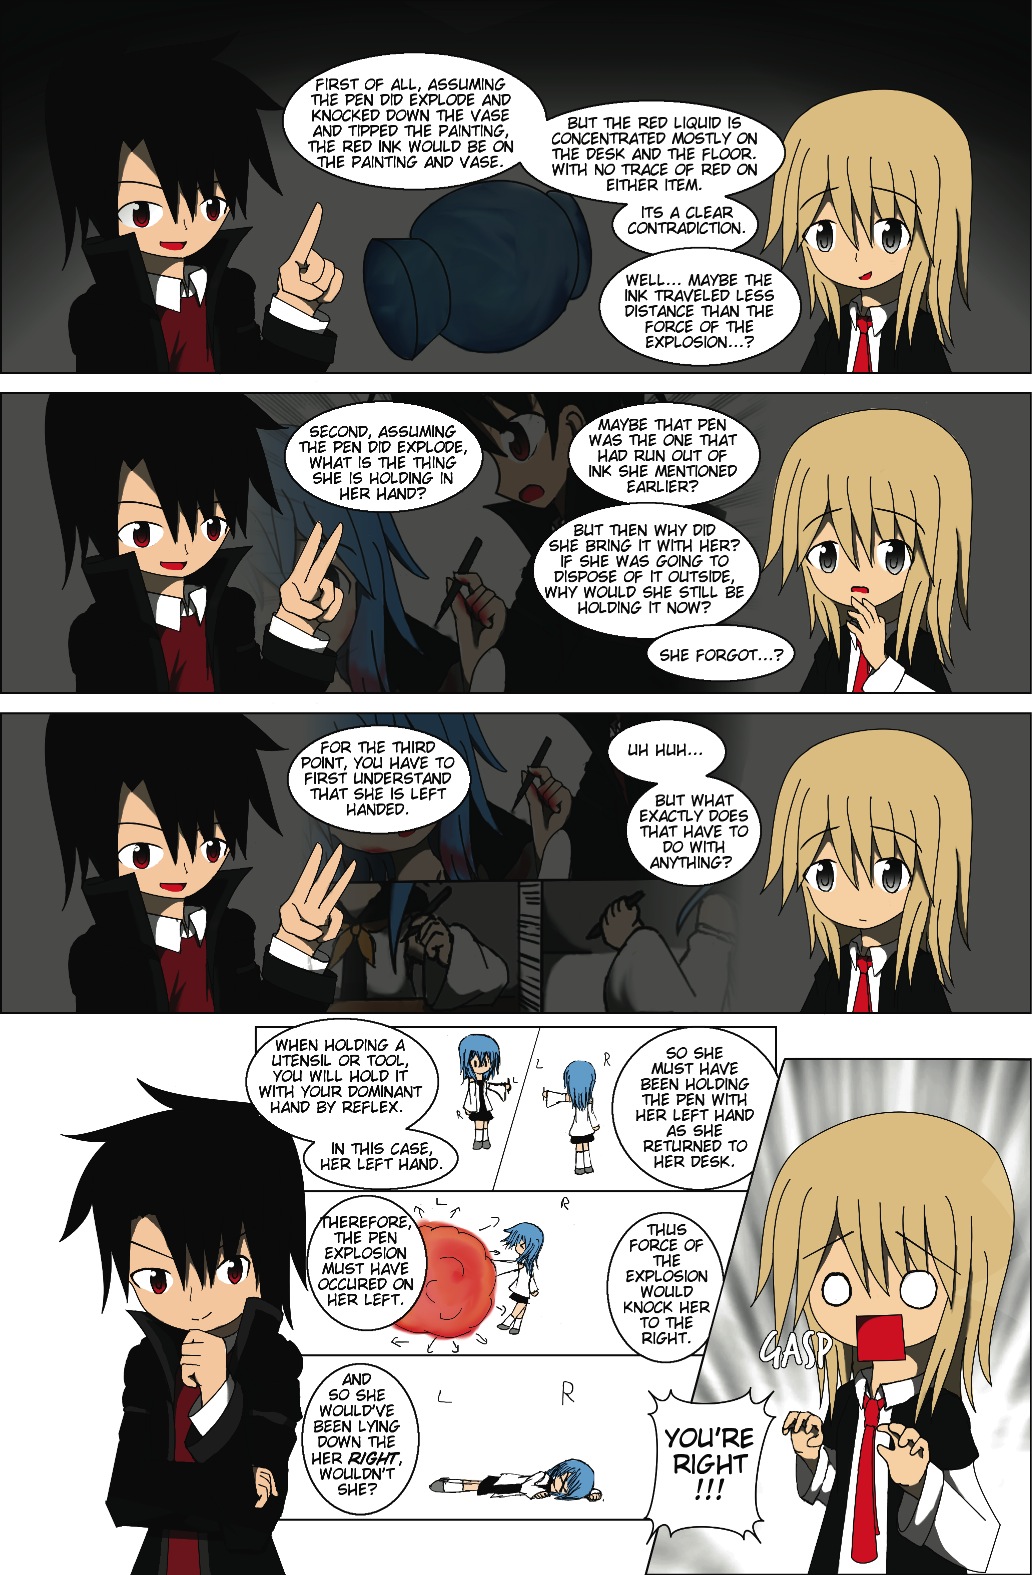 FIRST OF ALL, ASSUMING
THE PEN DID EXPLODE AND
KNOCKED DOWN THE VASE
AND TIPPED THE PAINTING,
THE RED INK WOULD BE ON
THE PAINTING AND VASE.
BUT THE RED LIQUID IS
CONCENTRATED MOSTLY ON
THE DESK AND THE FLOOR.
WITH NO TRACE OF RED ON
EITHER ITEM.
ITS A CLEAR
CONTRADICTION.
WELL... MAYBE THE
INK TRAVELED LESS
DISTANCE THAN THE
FORCE OF THE
EXPLOSION...?
SECOND, ASSUMING
THE PEN DID EXPLODE,
WHAT IS THE THING
SHE IS HOLDING IN
HER HAND?
MAYBE THAT PEN
WAS THE ONE THAT
HAD RUN OUT OF
INK SHE MENTIONED
EARLIER?
BUT THEN WHY DID
SHE BRING IT WITH HER?
IF SHE WAS GOING TO
DISPOSE OF IT OUTSIDE,
WHY WOULD SHE STILL BE
HOLDING IT NOW?
SHE FORGOT...?
FOR THE THIRD
POINT, YOU HAVE TO
FIRST UNDERSTAND
THAT SHE IS LEFT
HANDED.
UH HUH...
BUT WHAT
EXACTLY DOES
THAT HAVE TO
DO WITH
ANYTHING?
WHEN HOLDING A
UTENSIL OR TOOL,
YOU WILL HOLD IT
WITH YOUR DOMINANT
HAND BY REFLEX.
IN THIS CASE,
HER LEFT HAND.
L
R
L
R
SO SHE
MUST HAVE
BEEN HOLDING
THE PEN WITH
HER LEFT HAND
AS SHE
RETURNED TO
HER DESK.
THEREFORE,
THE PEN
EXPLOSION
MUST HAVE
OCCURED ON
HER LEFT.
L
R
THUS
FORCE OF
THE
EXPLOSION
WOULD
KNOCK HER
TO THE
RIGHT.
AND
SO SHE
WOULD'VE
BEEN LYING
DOWN THE
HER RIGHT,
WOULDN'T
SHE?
L
R
GASP
YOU'RE
RIGHT
!!!